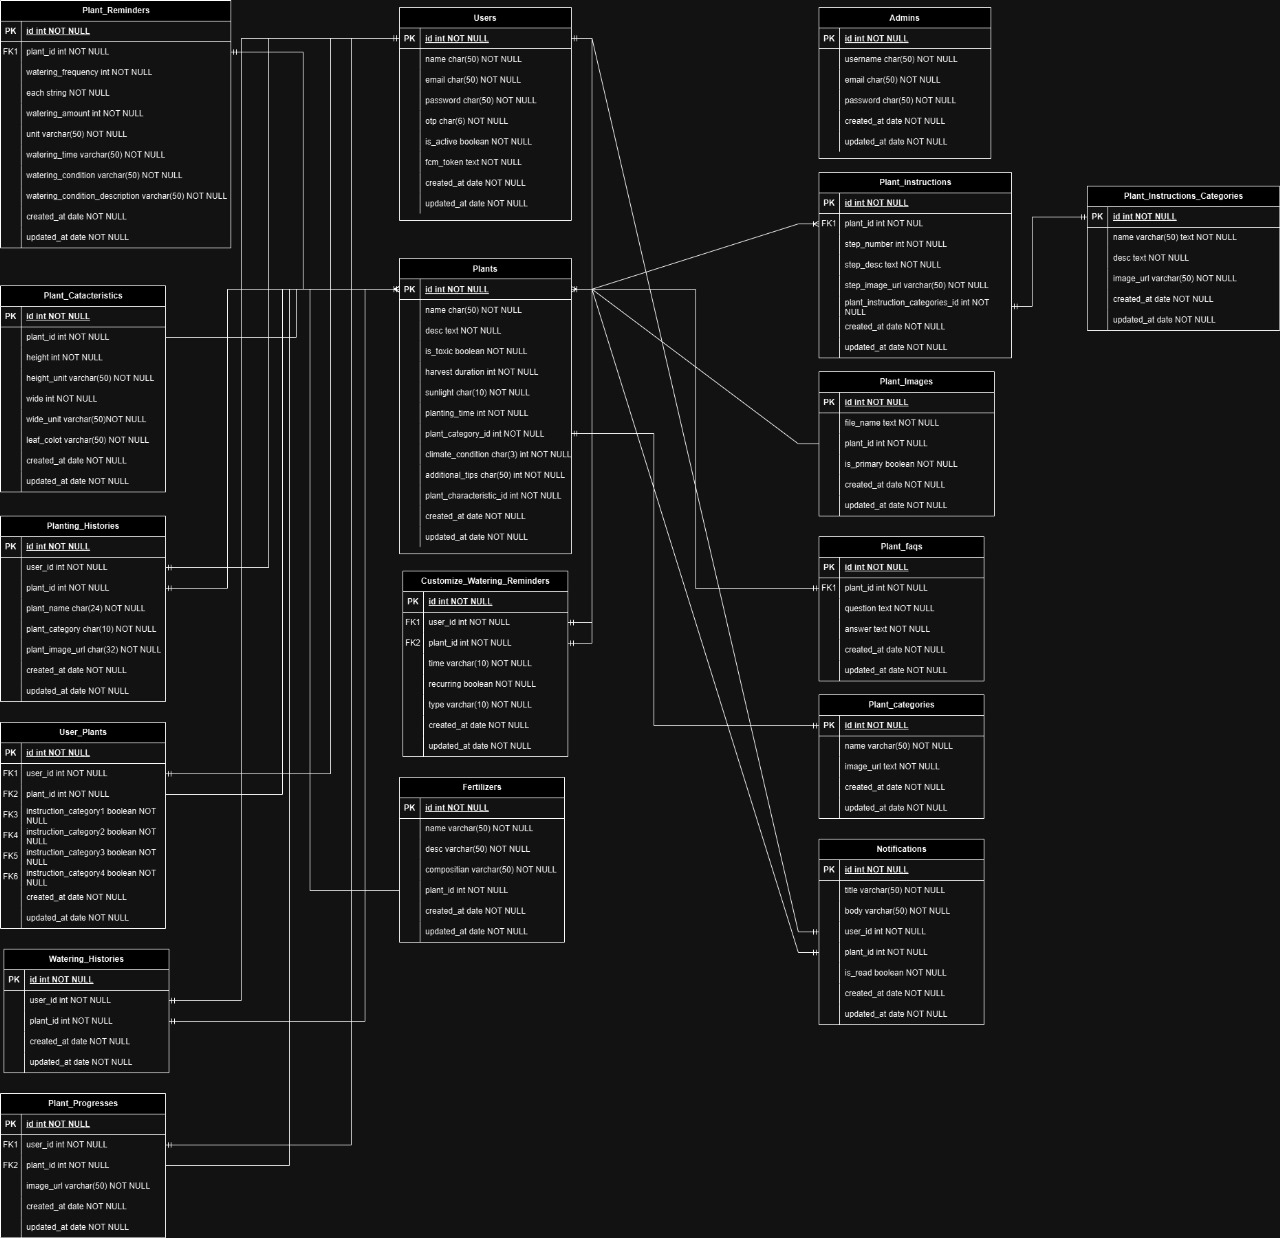 Plant_Reminders
PK id int NOT NULL
FK1 plant_id int NOT NULL
watering_frequency int NOT NULL
each string NOT NULL
watering_amount int NOT NULL
unit varchar(50) NOT NULL
watering_time varchar(50) NOT NULL
watering_condition varchar(50) NOT NULL
watering_condition_description varchar(50) NOT NULL
created_at date NOT NULL
updated_at date NOT NULL
Plant_Catacteristics
PK id int NOT NULL
plant_id int NOT NULL
height int NOT NULL
height_unit varchar(50) NOT NULL
wide int NOT NULL
wide_unit varchar(50)NOT NULL
leaf_colot varchar(50) NOT NULL
created_at date NOT NULL
updated_at date NOT NULL
Planting_Histories
PK id int NOT NULL
user_id int NOT NULL
plant_id int NOT NULL
plant_name char(24) NOT NULL
plant_category char(10) NOT NULL
plant_image_url char(32) NOT NULL
created_at date NOT NULL
updated_at date NOT NULL
User_Plants
PK id int NOT NULL
FK1 user_id int NOT NULL
FK2 plant_id int NOT NULL
FK3 instruction_category1 boolean NOT
NULL
FK4 instruction_category2 boolean NOT
NULL
FK5 instruction_category3 boolean NOT
NULL
FK6 instruction_category4 boolean NOT
NULL
created_at date NOT NULL
updated_at date NOT NULL
Watering_Histories
PK id int NOT NULL
user_id int NOT NULL
plant_id int NOT NULL
created_at date NOT NULL
updated_at date NOT NULL
Plant_Progresses
PK id int NOT NULL
FK1 user_id int NOT NULL
FK2 plant_id int NOT NULL
image_url varchar(50) NOT NULL
created_at date NOT NULL
updated_at date NOT NULL
Users
PK id int NOT NULL
name char(50) NOT NULL
email char(50) NOT NULL
password char(50) NOT NULL
otp char(6) NOT NULL
is_active boolean NOT NULL
fcm_token text NOT NULL
created_at date NOT NULL
updated_at date NOT NULL
Plants
PK id int NOT NULL
name char(50) NOT NULL
desc text NOT NULL
is_toxic boolean NOT NULL
harvest duration int NOT NULL
sunlight char(10) NOT NULL
planting_time int NOT NULL
plant_category_id int NOT NULL
climate_condition char(3) int NOT NULL
additional_tips char(50) int NOT NULL
plant_characteristic_id int NOT NULL
created_at date NOT NULL
updated_at date NOT NULL
Customize_Watering_Reminders
PK id int NOT NULL
FK1 user_id int NOT NULL
FK2 plant_id int NOT NULL
time varchar(10) NOT NULL
recurring boolean NOT NULL
type varchar(10) NOT NULL
created_at date NOT NULL
updated_at date NOT NULL
Fertilizers
PK id int NOT NULL
name varchar(50) NOT NULL
desc varchar(50) NOT NULL
compositian varchar(50) NOT NULL
plant_id int NOT NULL
created_at date NOT NULL
updated_at date NOT NULL
Admins
PK id int NOT NULL
username char(50) NOT NULL
email char(50) NOT NULL
password char(50) NOT NULL
created_at date NOT NULL
updated_at date NOT NULL
Plant_instructions
PK id int NOT NULL
FK1 plant_id int NOT NUL
step_number int NOT NULL
step_desc text NOT NULL
step_image_url varchar(50) NOT NULL
plant_instruction_categories_id int NOT
NULL
created_at date NOT NULL
updated_at date NOT NULL
Plant_Images
PK id int NOT NULL
file_name text NOT NULL
plant_id int NOT NULL
is_primary boolean NOT NULL
created_at date NOT NULL
updated_at date NOT NULL
Plant_faqs
PK id int NOT NULL
FK1 plant_id int NOT NULL
question text NOT NULL
answer text NOT NULL
created_at date NOT NULL
updated_at date NOT NULL
Plant_categories
PK id int NOT NULL
name varchar(50) NOT NULL
image_url text NOT NULL
created_at date NOT NULL
updated_at date NOT NULL
Notifications
PK id int NOT NULL
title varchar(50) NOT NULL
body varchar(50) NOT NULL
user_id int NOT NULL
plant_id int NOT NULL
is_read boolean NOT NULL
created_at date NOT NULL
updated_at date NOT NULL
Plant_Instructions_Categories
PK id int NOT NULL
name varchar(50) text NOT NULL
desc text NOT NULL
image_url varchar(50) NOT NULL
created_at date NOT NULL
updated_at date NOT NULL